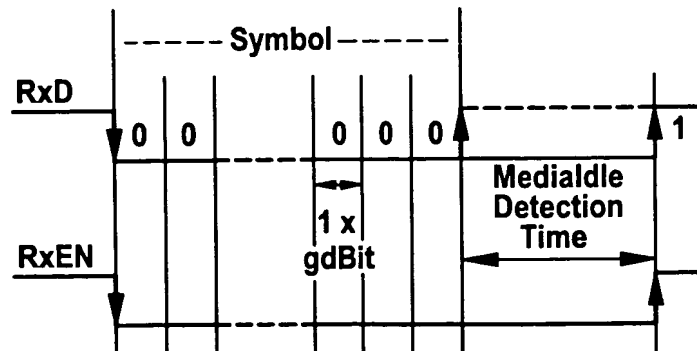 Symbol
RxD
0 0 0 0 0 1
1 x
gdBit
MediaIdle
Detection
Time
RxEN